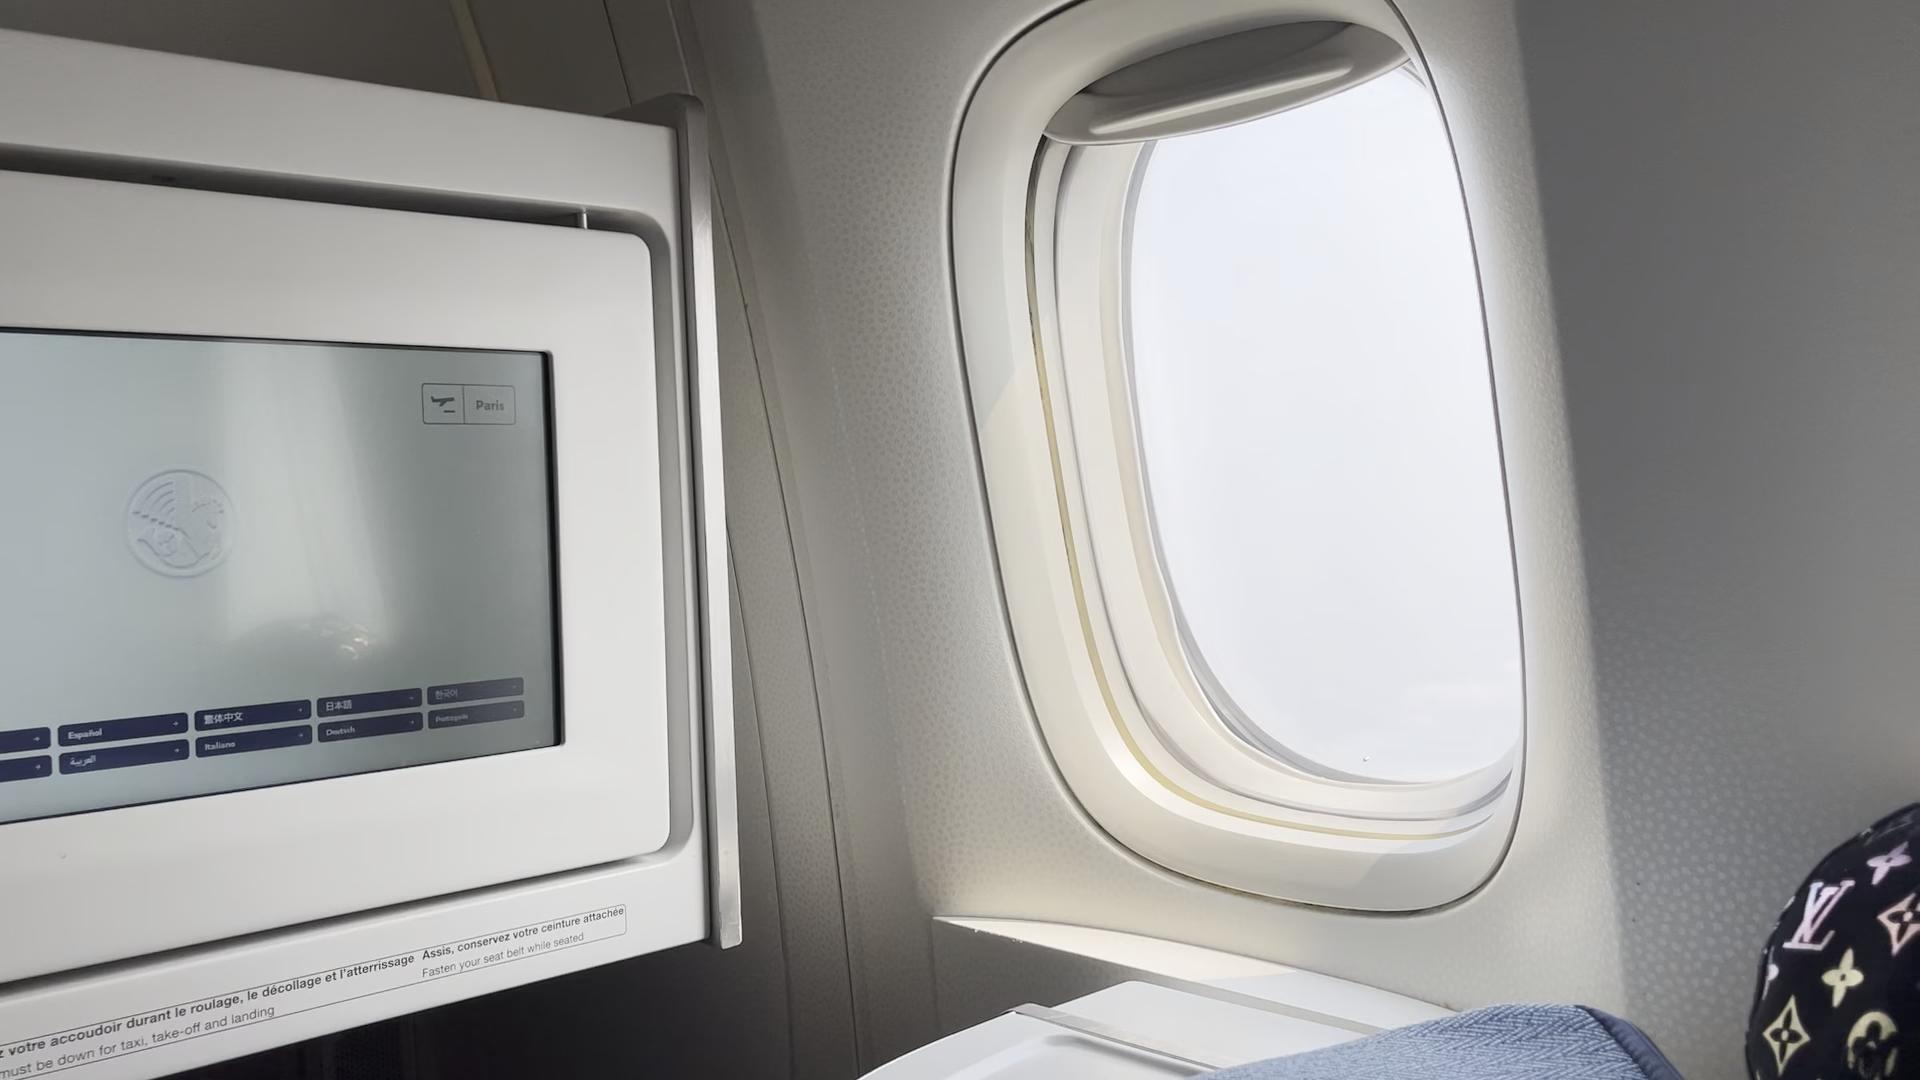 Paris
Español
繁体中文
日本語
한국어
العربية
Italiano
Deutsch
Português
votre accoudoir durant le roulage, le décollage et l'atterrissage
must be down for taxi, take-off and landing
Assis, conservez votre ceinture attachée
Fasten your seat belt while seated
LV